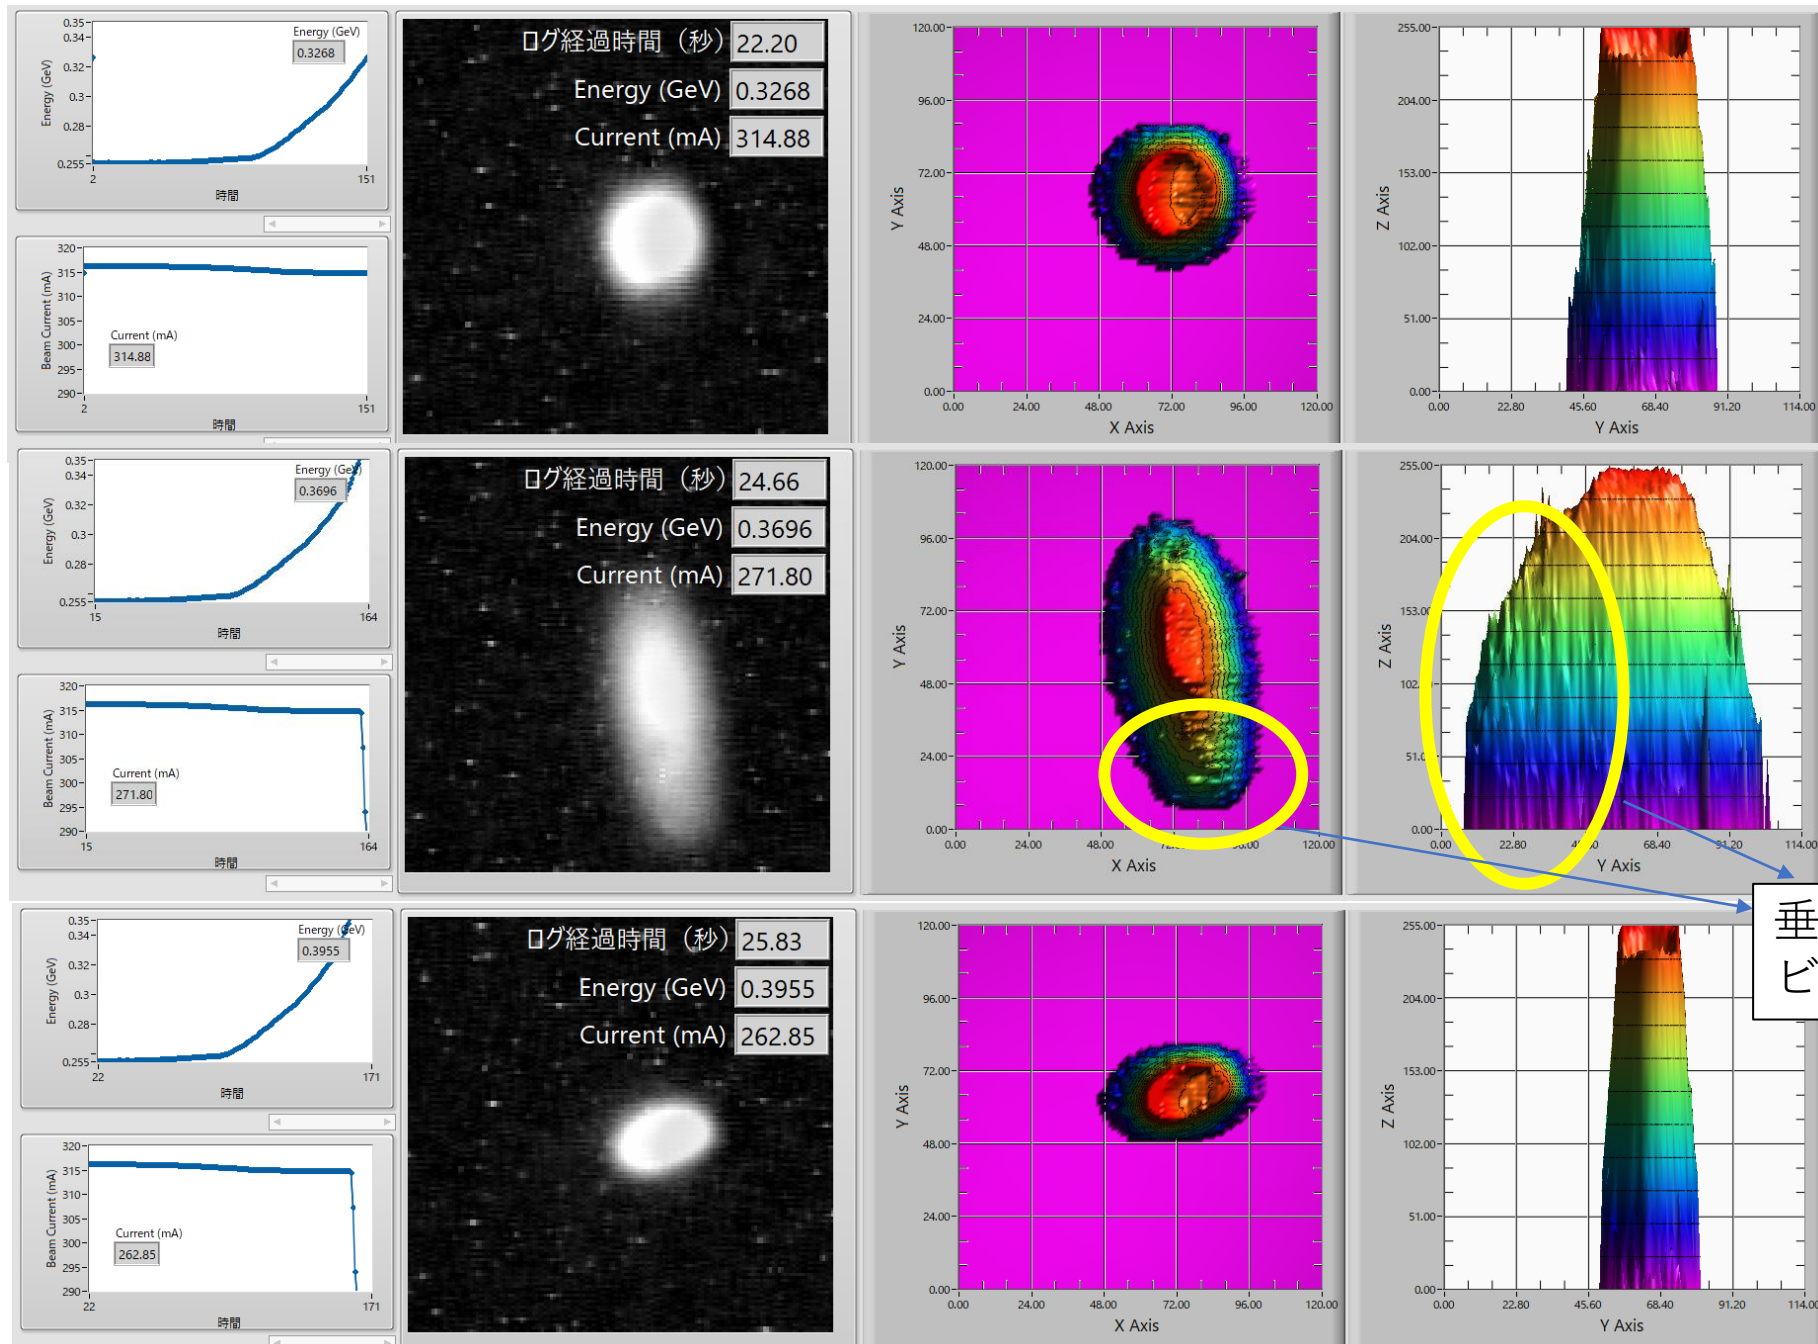 0.35
0.34
0.32
0.3
0.28
0.255
Energy (GeV)
Energy (GeV)
0.3268
2
151
時間
320
315
310
305
300
295
290
Beam Current (mA)
Current (mA)
314.88
2
151
時間
ログ経過時間（秒） 22.20
Energy (GeV) 0.3268
Current (mA) 314.88
120.00
96.00
72.00
48.00
24.00
0.00
Y Axis
0.00 24.00 48.00 72.00 96.00 120.00
X Axis
255.00
204.00
153.00
102.00
51.00
0.00
Z Axis
0.00 22.80 45.60 68.40 91.20 114.00
Y Axis
0.35
0.34
0.32
0.3
0.28
0.255
Energy (GeV)
Energy (GeV)
0.3696
15
164
時間
320
315
310
305
300
295
290
Beam Current (mA)
Current (mA)
271.80
15
164
時間
ログ経過時間（秒） 24.66
Energy (GeV) 0.3696
Current (mA) 271.80
120.00
96.00
72.00
48.00
24.00
0.00
Y Axis
0.00 24.00 48.00 120.00
X Axis
255.00
204.00
153.00
102.
51.0
0.00
Z Axis
0.00 22.80 68.40 91.20 114.00
Y Axis
垂
ビ
0.35
0.34
0.32
0.3
0.28
0.255
Energy (GeV)
Energy (GeV)
0.3955
22
171
時間
320
315
310
305
300
295
290
Beam Current (mA)
Current (mA)
262.85
22
171
時間
ログ経過時間（秒） 25.83
Energy (GeV) 0.3955
Current (mA) 262.85
120.00
96.00
72.00
48.00
24.00
0.00
Y Axis
0.00 24.00 48.00 72.00 96.00 120.00
X Axis
255.00
204.00
153.00
102.00
51.00
0.00
Z Axis
0.00 22.80 45.60 68.40 91.20 114.00
Y Axis